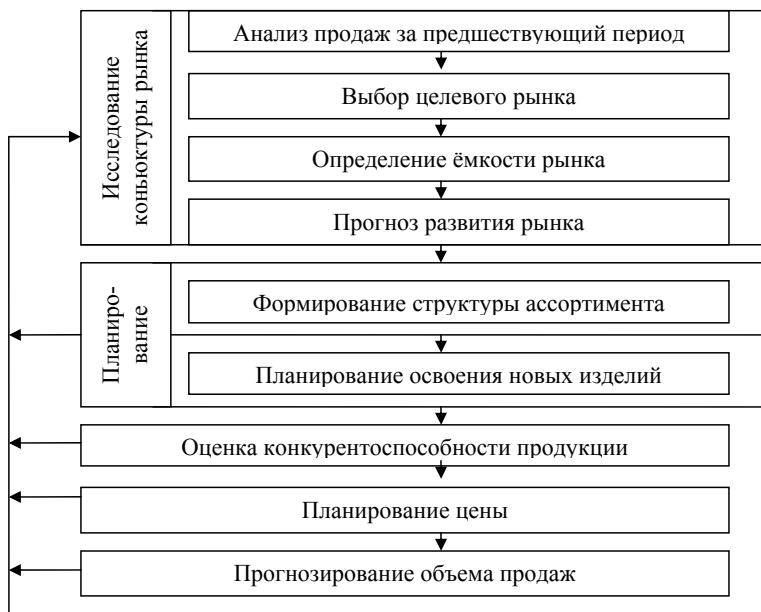 Исследование
коньюктуры рынка
Анализ продаж за предшествующий период
Выбор целевого рынка
Определение ёмкости рынка
Прогноз развития рынка
Планиро-
вание
Формирование структуры ассортимента
Планирование освоения новых изделий
Оценка конкурентоспособности продукции
Планирование цены
Прогнозирование объема продаж